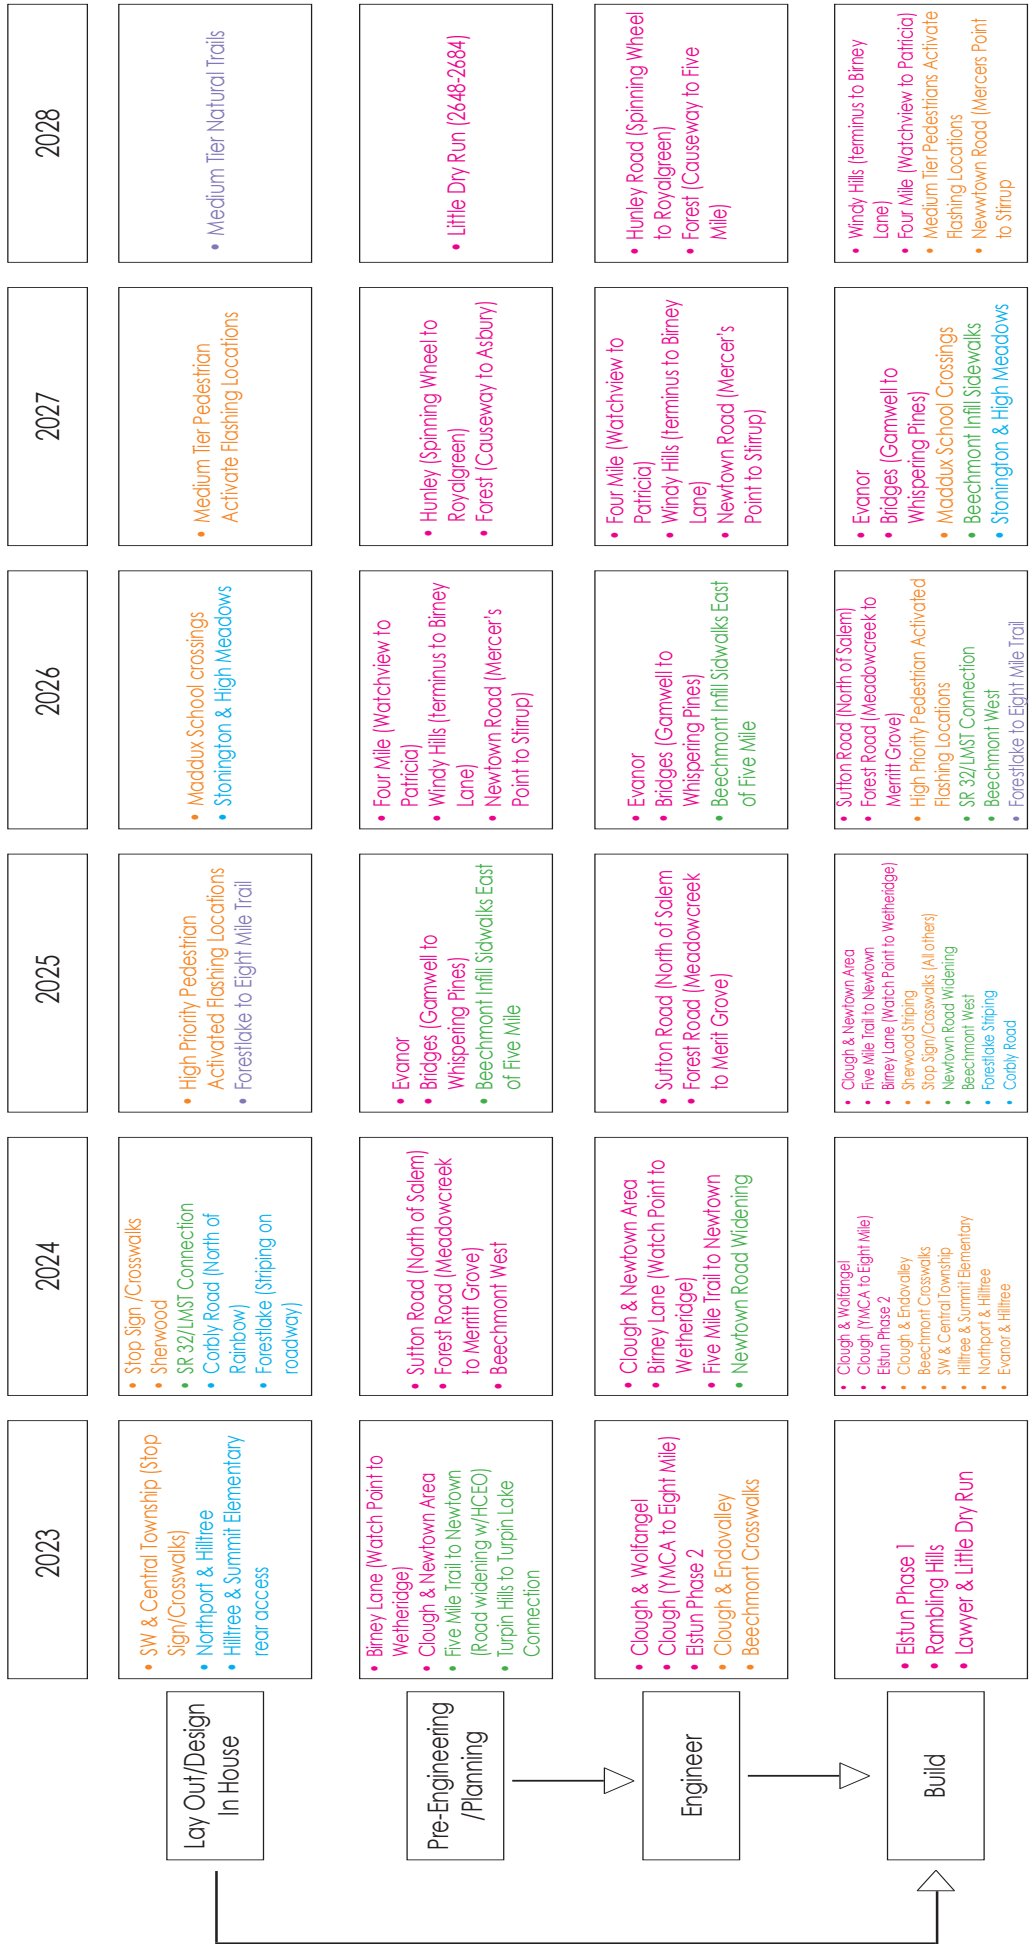 2023
2024
2025
2026
2027
2028
Lay Out/Design
In House
• SW & Central Township (Stop
Sign/Crosswalks)
• Northport & Hilltree
• Hilltree & Summit Elementary
rear access
• Stop Sign /Crosswalks
• Sherwood
• SR 32/LMST Connection
• Corbly Road (North of
Rainbow)
• Forestlake (Striping on
roadway)
• High Priority Pedestrian
Activated Flashing Locations
• Forestlake to Eight Mile Trail
• Maddux School crossings
• Stonington & High Meadows
• Medium Tier Pedestrian
Activate Flashing Locations
• Medium Tier Natural Trails
Pre-Engineering
/Planning
• Birney Lane (Watch Point to
Wetheridge)
• Clough & Newtown Area
• Five Mile Trail to Newtown
(Road widening w/HCEO)
• Turpin Hills to Turpin Lake
Connection
• Sutton Road (North of Salem)
• Forest Road (Meadowcreek
to Merritt Grove)
• Beechmont West
• Evanor
• Bridges (Gamwell to
Whispering Pines)
• Beechmont Infill Sidwalks East
of Five Mile
• Four Mile (Watchview to
Patricia)
• Windy Hills (terminus to Birney
Lane)
• Newtown Road (Mercer's
Point to Stirrup)
• Hunley (Spinning Wheel to
Royalgreen)
• Forest (Causeway to Asbury)
• Little Dry Run (2648-2684)
Engineer
• Clough & Wolfangel
• Clough (YMCA to Eight Mile)
• Elstun Phase 2
• Clough & Endovalley
• Beechmont Crosswalks
• Clough & Newtown Area
• Birney Lane (Watch Point to
Wetheridge)
• Five Mile Trail to Newtown
• Newtown Road Widening
• Sutton Road (North of Salem
• Forest Road (Meadowcreek
to Merit Grove)
• Evanor
• Bridges (Gamwell to
Whispering Pines)
• Beechmont Infill Sidwalks East
of Five Mile
• Four Mile (Watchview to
Patricia)
• Windy Hills (terminus to Birney
Lane)
• Newtown Road (Mercer's
Point to Stirrup)
• Hunley Road (Spinning Wheel
to Royalgreen)
• Forest (Causeway to Five
Mile)
Build
• Elstun Phase 1
• Rambling Hills
• Lawyer & Little Dry Run
• Clough & Wolfangel
• Clough (YMCA to Eight Mile)
• Elstun Phase 2
• Clough & Endovalley
• Beechmont Crosswalks
• SW & Central Township
• Hilltree & Summit Elementary
• Northport & Hilltree
• Evanor & Hilltree
• Clough & Newtown Area
• Five Mile Trail to Newtown
• Birney Lane (Watch Point to Wetheridge)
• Sherwood Striping
• Stop Sign/Crosswalks (All others)
• Newtown Road Widening
• Beechmont West
• Forestlake Striping
• Corbly Road
• Sutton Road (North of Salem)
• Forest Road (Meadowcreek to
Merritt Grove)
• High Priority Pedestrian Activated
Flashing Locations
• SR 32/LMST Connection
• Beechmont West
• Forestlake to Eight Mile Trail
• Evanor
• Bridges (Gamwell to
Whispering Pines)
• Maddux School Crossings
• Beechmont Infill Sidewalks
• Stonington & High Meadows
• Windy Hills (terminus to Birney
Lane)
• Four Mile (Watchview to Patricia)
• Medium Tier Pedestrians Activate
Flashing Locations
• Newwtown Road (Mercers Point
to Stirrup